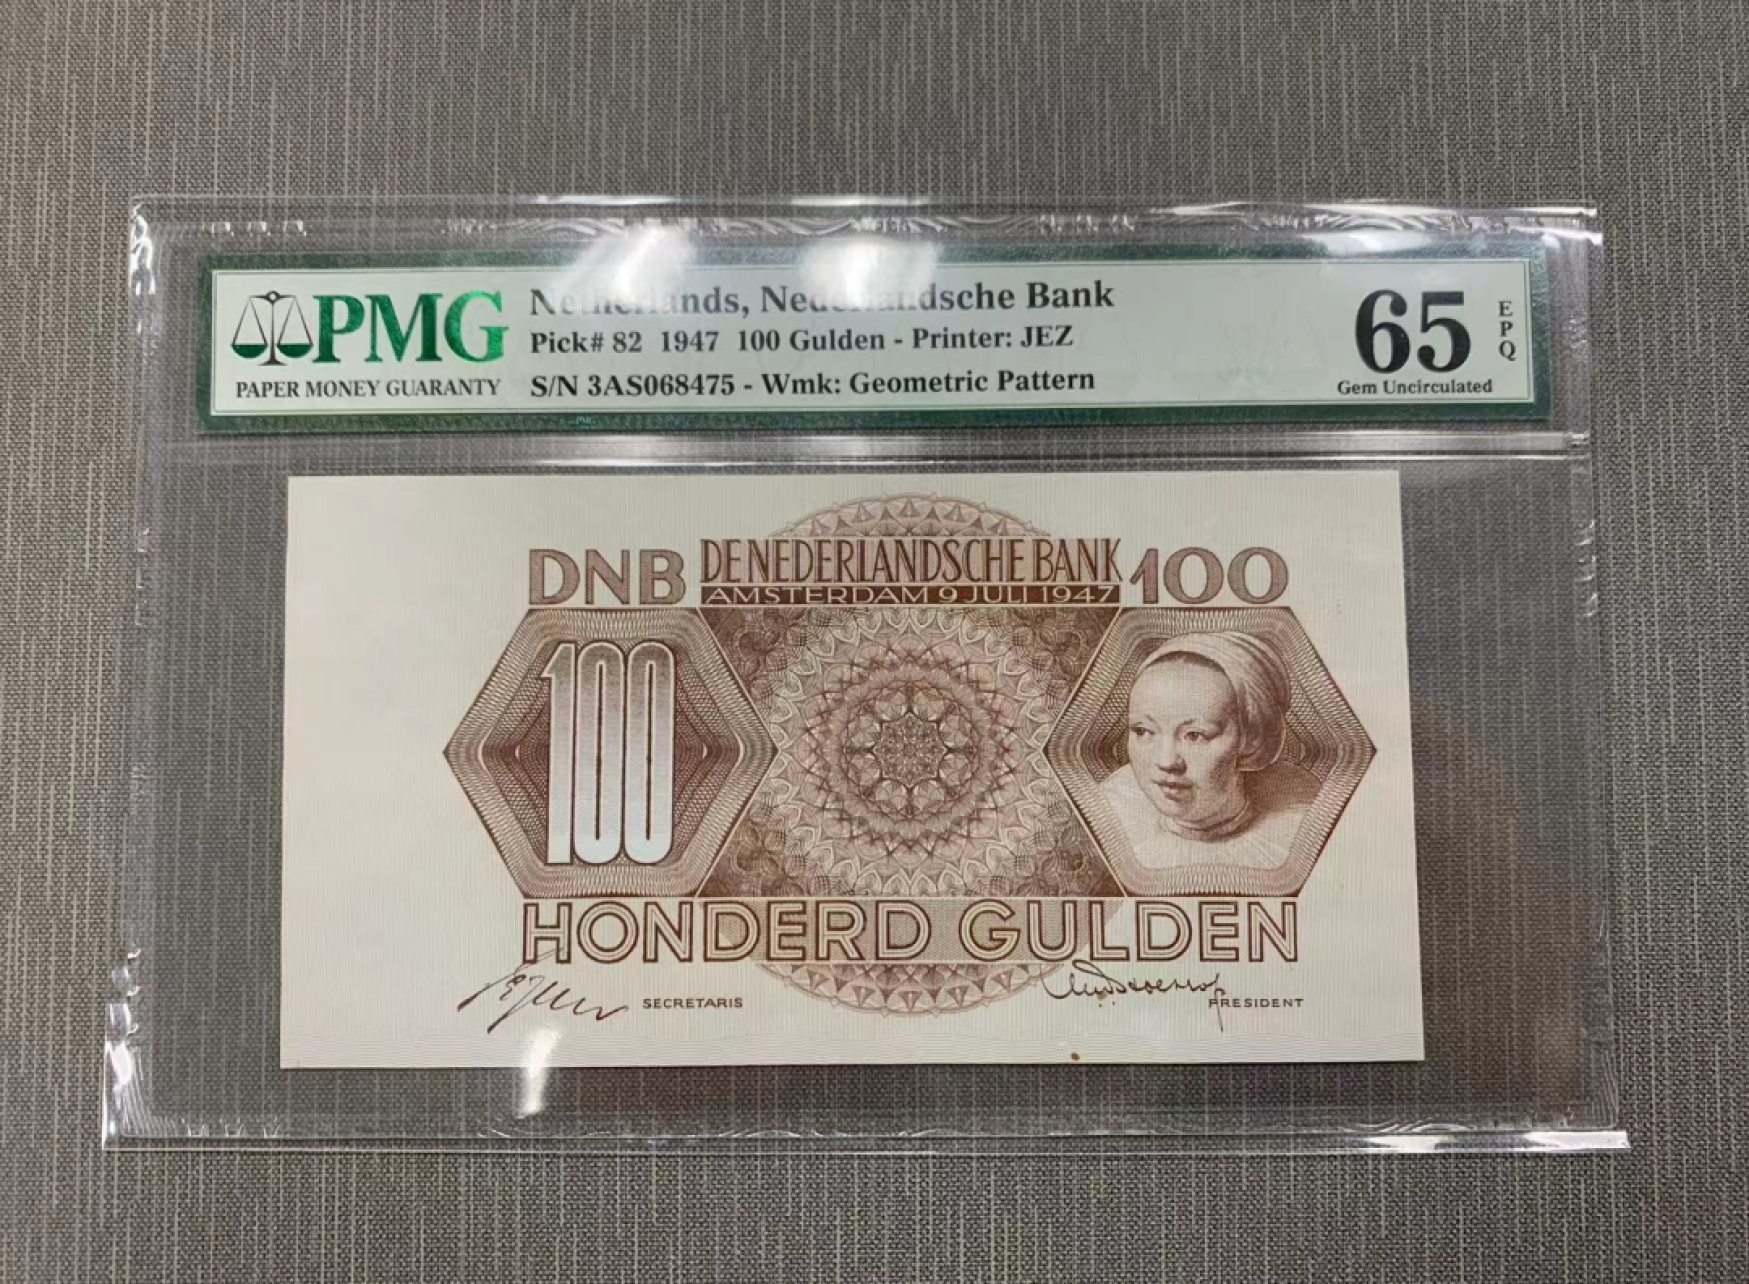 PMG
PAPER MONEY GUARANTY
Netherlands, Nederlandsche Bank
Pick# 82 1947 100 Gulden - Printer: JEZ
S/N 3AS068475 - Wmk: Geometric Pattern
65
EPQ
Gem Uncirculated
DNB DE NEDERLANDSCHE BANK 100
AMSTERDAM 9 JULI 1947
100
HONDERD GULDEN
SECRETARIS
PRESIDENT